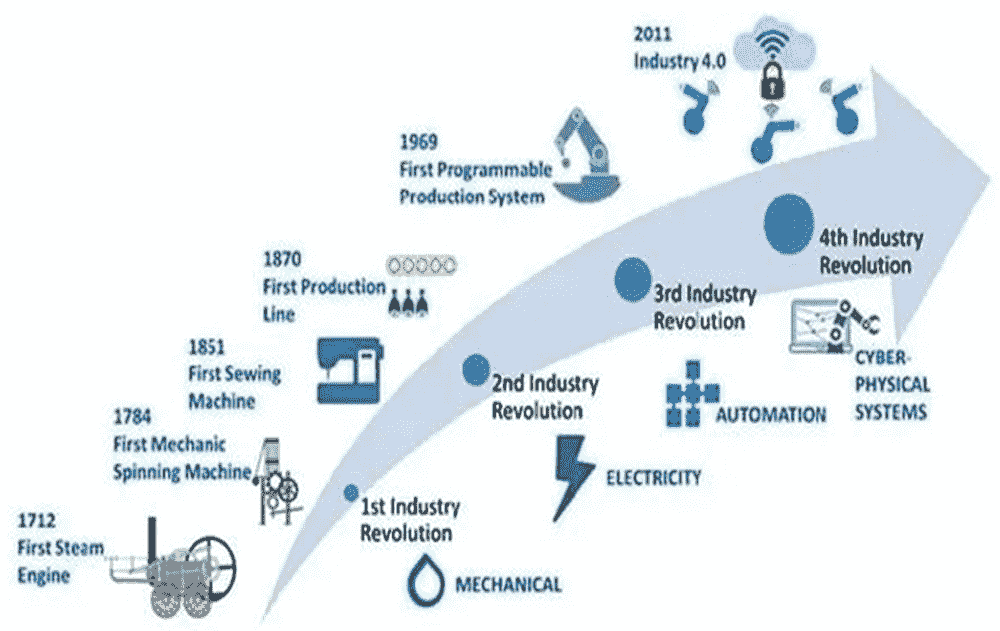 2011
Industry 4.0
1969
First Programmable
Production System
1870
First Production
Line
1851
First Sewing
Machine
1784
First Mechanic
Spinning Machine
1712
First Steam
Engine
1st Industry
Revolution
MECHANICAL
2nd Industry
Revolution
ELECTRICITY
3rd Industry
Revolution
AUTOMATION
4th Industry
Revolution
CYBER-
PHYSICAL
SYSTEMS